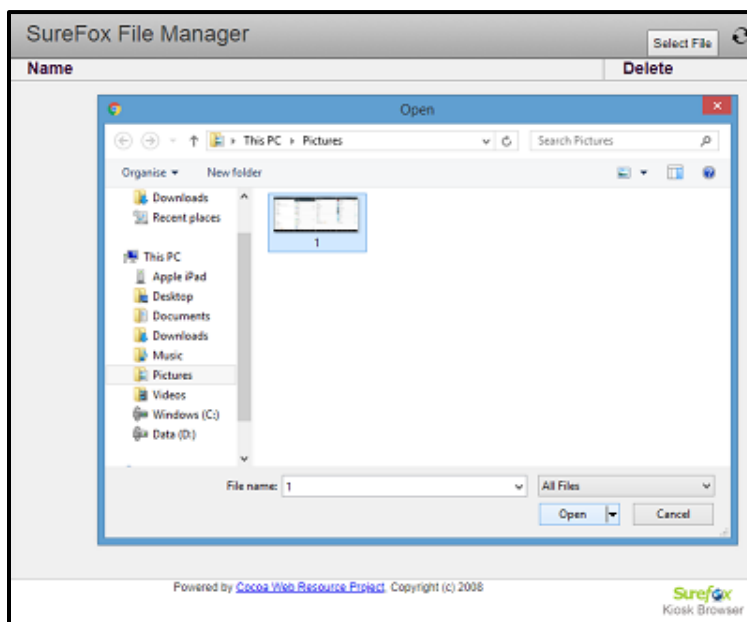 SureFox File Manager
Select File
Name Delete
Open
This PC Pictures
Search Pictures
Organise New folder
Downloads
Recent places
1
This PC
Apple iPad
Desktop
Documents
Downloads
Music
Pictures
Videos
Windows (C:)
Data (D:)
File name: 1 All Files
Open Cancel
Powered by Cocoa Web Resource Project, Copyright (c) 2008
Surefox
Kiosk Browser